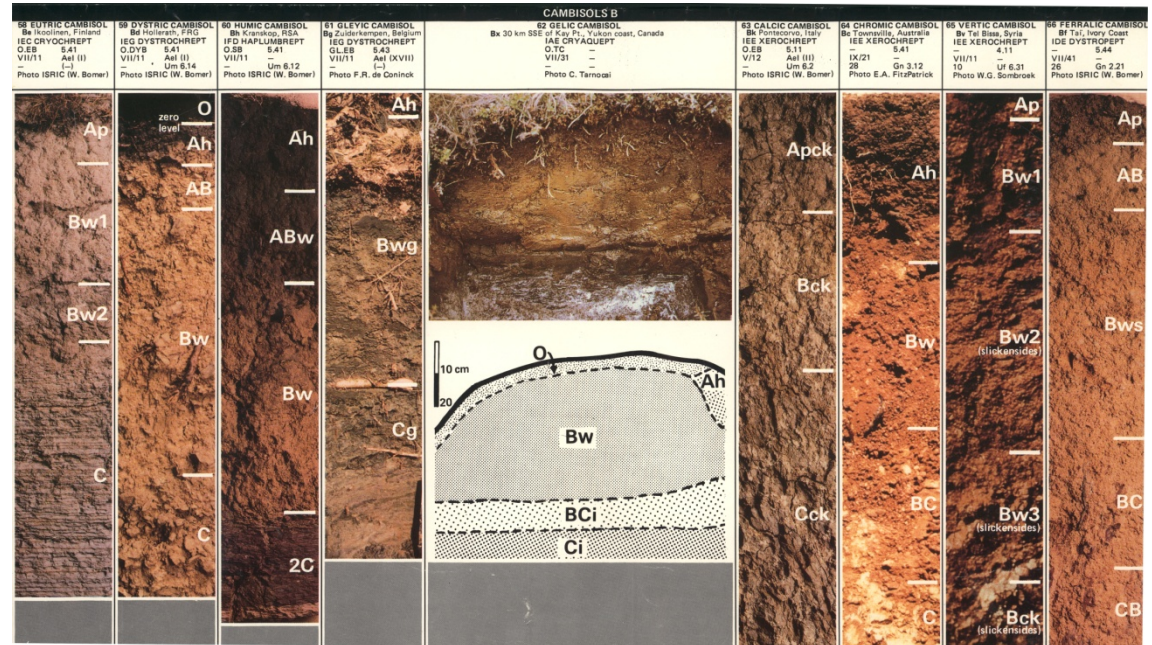 CAMBISOLS B
58 EUTRIC CAMBISOL
Be Ikoolinen, Finland
IEC CRYOCHREPT
O.EB 5.41
VII/11 Ael (I)
– (–)
Photo ISRIC (W. Bomer)
Ap
Bw1
Bw2
C
59 DYSTRIC CAMBISOL
Bd Hollerath, FRG
IEG DYSTROCHREPT
O.DYB 5.41
VII/11 Ael (I)
– Um 6.14
Photo ISRIC (W. Bomer)
O
zero
level
Ah
AB
Bw
C
60 HUMIC CAMBISOL
Bh Kranskop, RSA
IFD HAPLUMBREPT
O.SB 5.41
VII/11 –
– Um 6.12
Photo ISRIC (W. Bomer)
Ah
ABw
Bw
2C
61 GLEYIC CAMBISOL
Bg Zuiderkempen, Belgium
IEG DYSTROCHREPT
GL.EB 5.43
VII/11 Ael (XVII)
– (–)
Photo F.R. de Coninck
Ah
Bwg
Cg
62 GELIC CAMBISOL
Bx 30 km SSE of Kay Pt., Yukon coast, Canada
IAE CRYAQUEPT
O.TC –
VII/31 –
– –
Photo C. Tarnocai
10 cm
20
O
Ah
Bw
BCi
Ci
63 CALCIC CAMBISOL
Bk Pontecorvo, Italy
IEE XEROCHREPT
O.EB 5.11
V/12 Ael (III)
– Um 6.2
Photo ISRIC (W. Bomer)
Apck
Bck
Cck
64 CHROMIC CAMBISOL
Bc Townsville, Australia
IEE XEROCHREPT
– 5.41
IX/21 –
28 Gn 3.12
Photo E.A. FitzPatrick
Ah
Bw
BC
C
65 VERTIC CAMBISOL
Bv Tel Bissa, Syria
IEE XEROCHREPT
– 4.11
VII/11 –
10 Uf 6.31
Photo W.G. Sombroek
Ap
Bw1
Bw2
(slickensides)
Bw3
(slickensides)
Bck
(slickensides)
66 FERRALIC CAMBISOL
Bf Taï, Ivory Coast
IDE DYSTROPEPT
– 5,44
VII/41 –
26 Gn 2.21
Photo ISRIC (W. Bomer)
Ap
AB
Bws
BC
CB